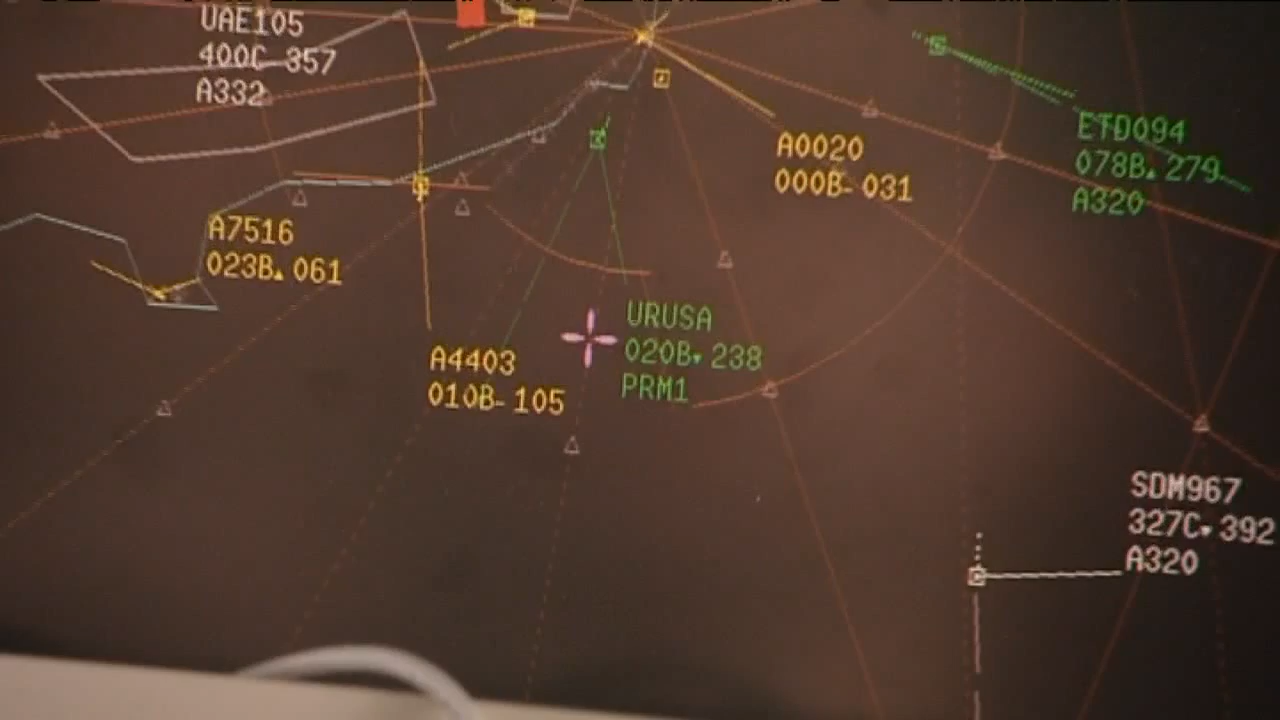 UAE105
400C-357
A332
ETD094
078B▴279
A320
A0020
000B-031
A7516
023B▴061
URUSA
020B▾238
PRM1
A4403
010B-105
SDM967
327C▾392
A320